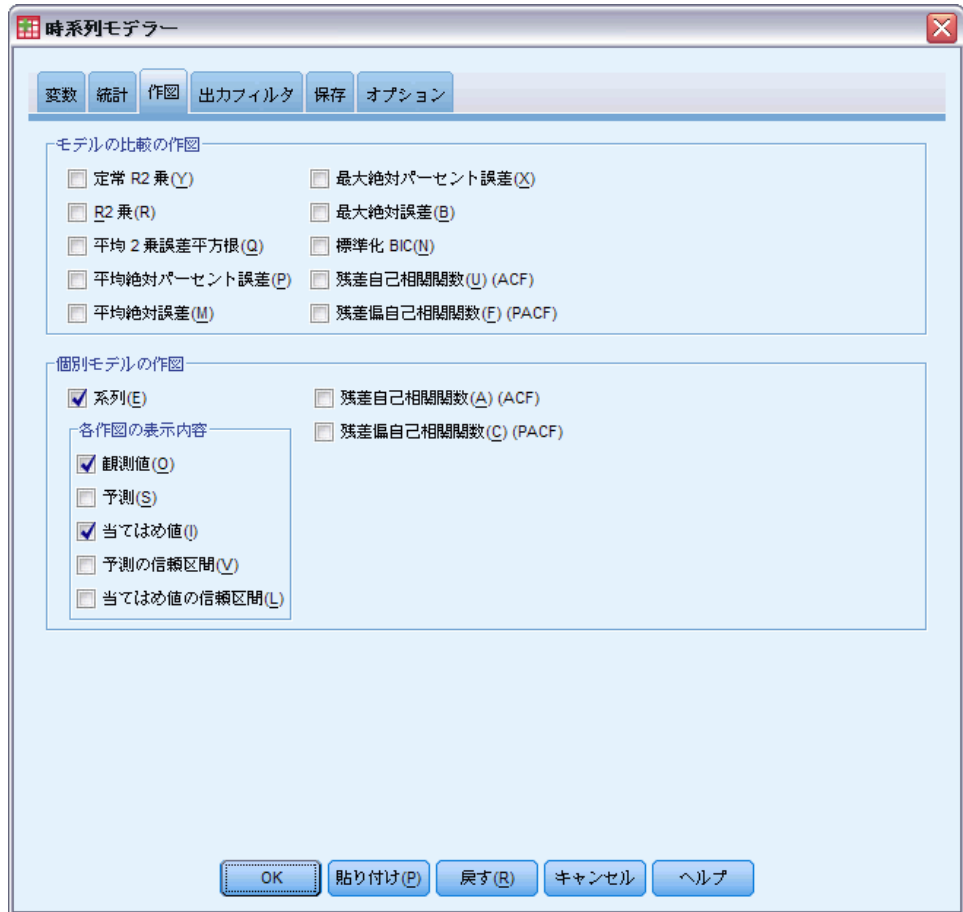 時系列モデラー
変数 統計 作図 出力フィルタ 保存 オプション
モデルの比較の作図
定常 R2 乗(Y)
R2 乗(R)
平均 2 乗誤差平方根(Q)
平均絶対パーセント誤差(P)
平均絶対誤差(M)
最大絶対パーセント誤差(X)
最大絶対誤差(B)
標準化 BIC(N)
残差自己相関関数(U) (ACF)
残差偏自己相関関数(F) (PACF)
個別モデルの作図
系列(E)
各作図の表示内容
観測値(O)
予測(S)
当てはめ値(I)
予測の信頼区間(V)
当てはめ値の信頼区間(L)
残差自己相関関数(A) (ACF)
残差偏自己相関関数(C) (PACF)
OK 貼り付け(P) 戻す(R) キャンセル ヘルプ